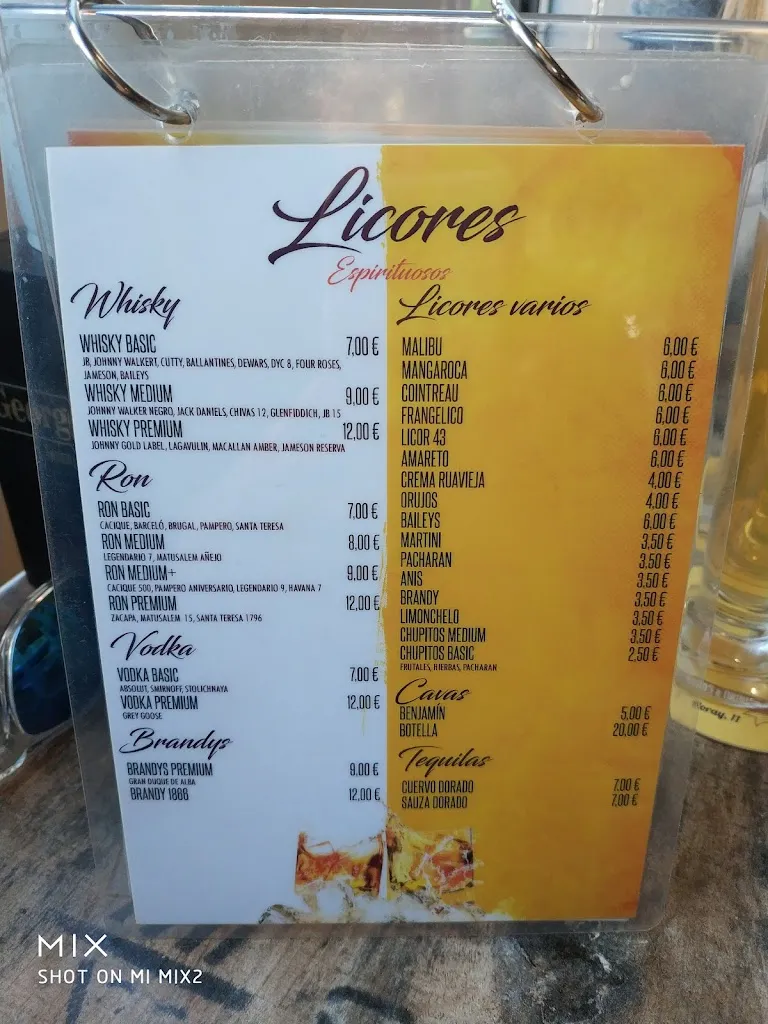 Licores
Espirituosos
Whisky
WHISKY BASIC 7,00 €
JB, JOHNNY WALKERT, CUTTY, BALLANTINES, DEWARS, DYC 8, FOUR ROSES,
JAMESON, BAILEYS
WHISKY MEDIUM 9,00 €
JOHNNY WALKER NEGRO, JACK DANIELS, CHIVAS 12, GLENFIDDICH, JB 15
WHISKY PREMIUM 12,00 €
JOHNNY GOLD LABEL, LAGAVULIN, MACALLAN AMBER, JAMESON RESERVA
Ron
RON BASIC 7,00 €
CACIQUE, BARCELÓ, BRUGAL, PAMPERO, SANTA TERESA
RON MEDIUM 8,00 €
LEGENDARIO 7, MATUSALEM AÑEJO
RON MEDIUM+ 9,00 €
CACIQUE 500, PAMPERO ANIVERSARIO, LEGENDARIO 9, HAVANA 7
RON PREMIUM 12,00 €
ZACAPA, MATUSALEM 15, SANTA TERESA 1796
Vodka
VODKA BASIC 7,00 €
ABSOLUT, SMIRNOFF, STOLICHNAYA
VODKA PREMIUM 12,00 €
GREY GOOSE
Brandys
BRANDYS PREMIUM 9,00 €
GRAN DUQUE DE ALBA
BRANDY 1866 12,00 €
Licores varios
MALIBU 6,00 €
MANGAROCA 6,00 €
COINTREAU 6,00 €
FRANGELICO 6,00 €
LICOR 43 6,00 €
AMARETO 6,00 €
CREMA RUAVIEJA 4,00 €
ORUJOS 4,00 €
BAILEYS 6,00 €
MARTINI 3,50 €
PACHARAN 3,50 €
ANIS 3,50 €
BRANDY 3,50 €
LIMONCHELO 3,50 €
CHUPITOS MEDIUM 3,50 €
CHUPITOS BASIC 2,50 €
FRUTALES, HIERBAS, PACHARAN
Cavas
BENJAMÍN 5,00 €
BOTELLA 20,00 €
Tequilas
CUERVO DORADO 7,00 €
SAUZA DORADO 7,00 €
MIX
SHOT ON MI MIX2